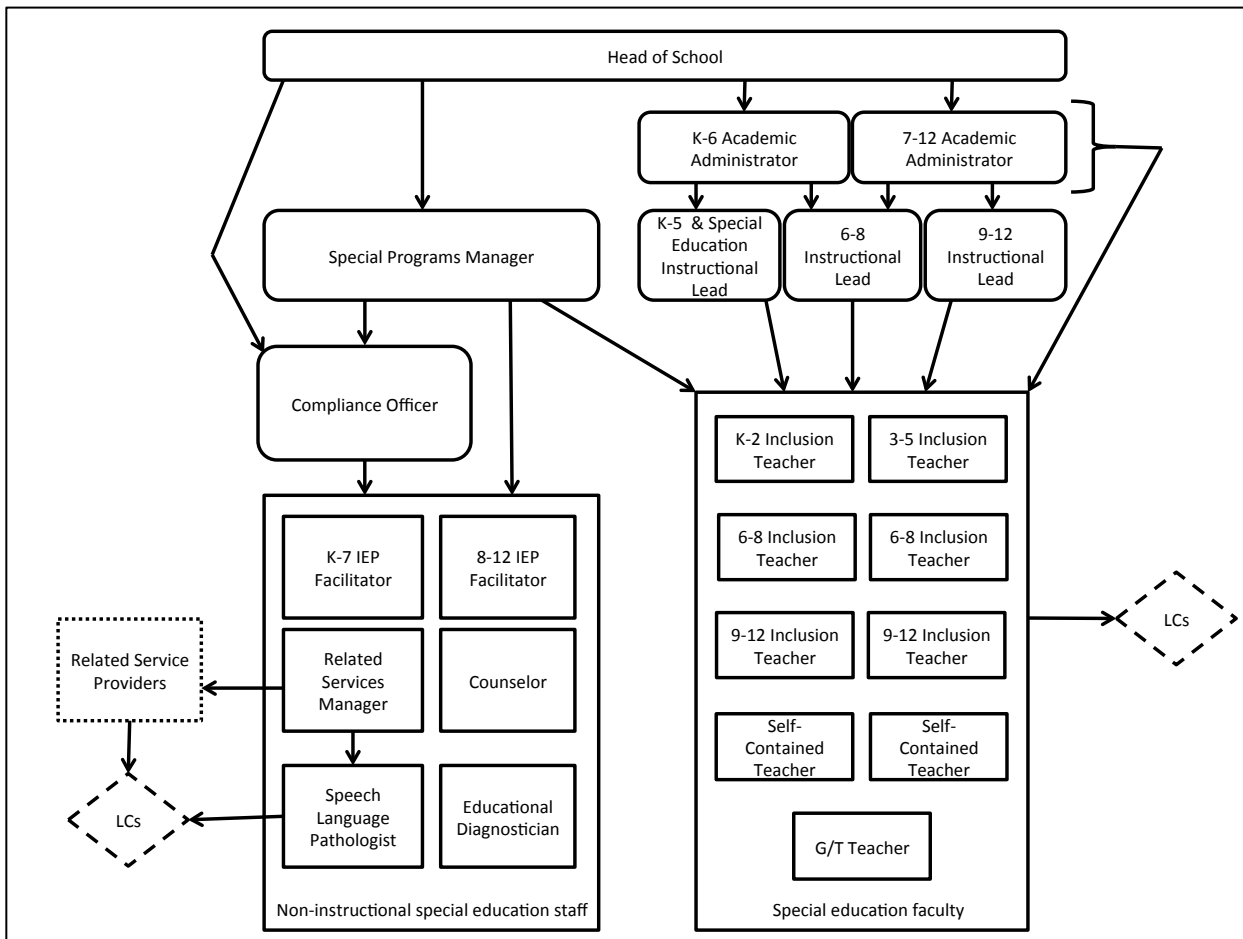 Head of School
K-6 Academic
Administrator
7-12 Academic
Administrator
Special Programs Manager
K-5 & Special
Education
Instructional
Lead
6-8
Instructional
Lead
9-12
Instructional
Lead
Compliance Officer
K-7 IEP
Facilitator
8-12 IEP
Facilitator
Related Service
Providers
Related
Services
Manager
Counselor
LCs
Speech
Language
Pathologist
Educational
Diagnostician
Non-instructional special education staff
K-2 Inclusion
Teacher
3-5 Inclusion
Teacher
6-8 Inclusion
Teacher
6-8 Inclusion
Teacher
9-12 Inclusion
Teacher
9-12 Inclusion
Teacher
Self-
Contained
Teacher
Self-
Contained
Teacher
G/T Teacher
Special education faculty
LCs